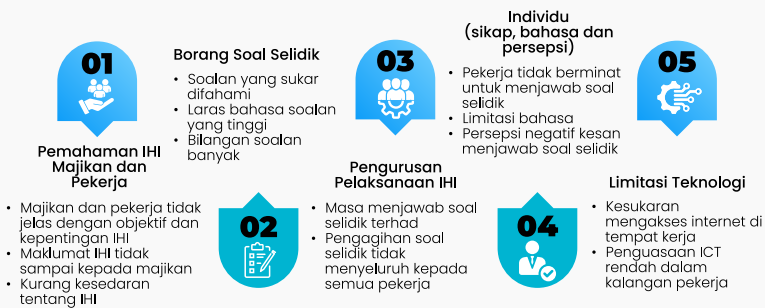 01
Pemahaman IHI
Majikan dan
Pekerja
• Majikan dan pekerja tidak
jelas dengan objektif dan
kepentingan IHI
• Maklumat IHI tidak
sampai kepada majikan
• Kurang kesedaran
tentang IHI
Borang Soal Selidik
• Soalan yang sukar
difahami
• Laras bahasa soalan
yang tinggi
• Bilangan soalan
banyak
02
03
Pengurusan
Pelaksanaan IHI
• Masa menjawab soal
selidik terhad
• Pengagihan soal
selidik tidak
menyeluruh kepada
semua pekerja
Individu
(sikap, bahasa dan
persepsi)
• Pekerja tidak berminat
untuk menjawab soal
selidik
• Limitasi bahasa
• Persepsi negatif kesan
menjawab soal selidik
04
05
Limitasi Teknologi
• Kesukaran
mengakses internet di
tempat kerja
• Penguasaan ICT
rendah dalam
kalangan pekerja